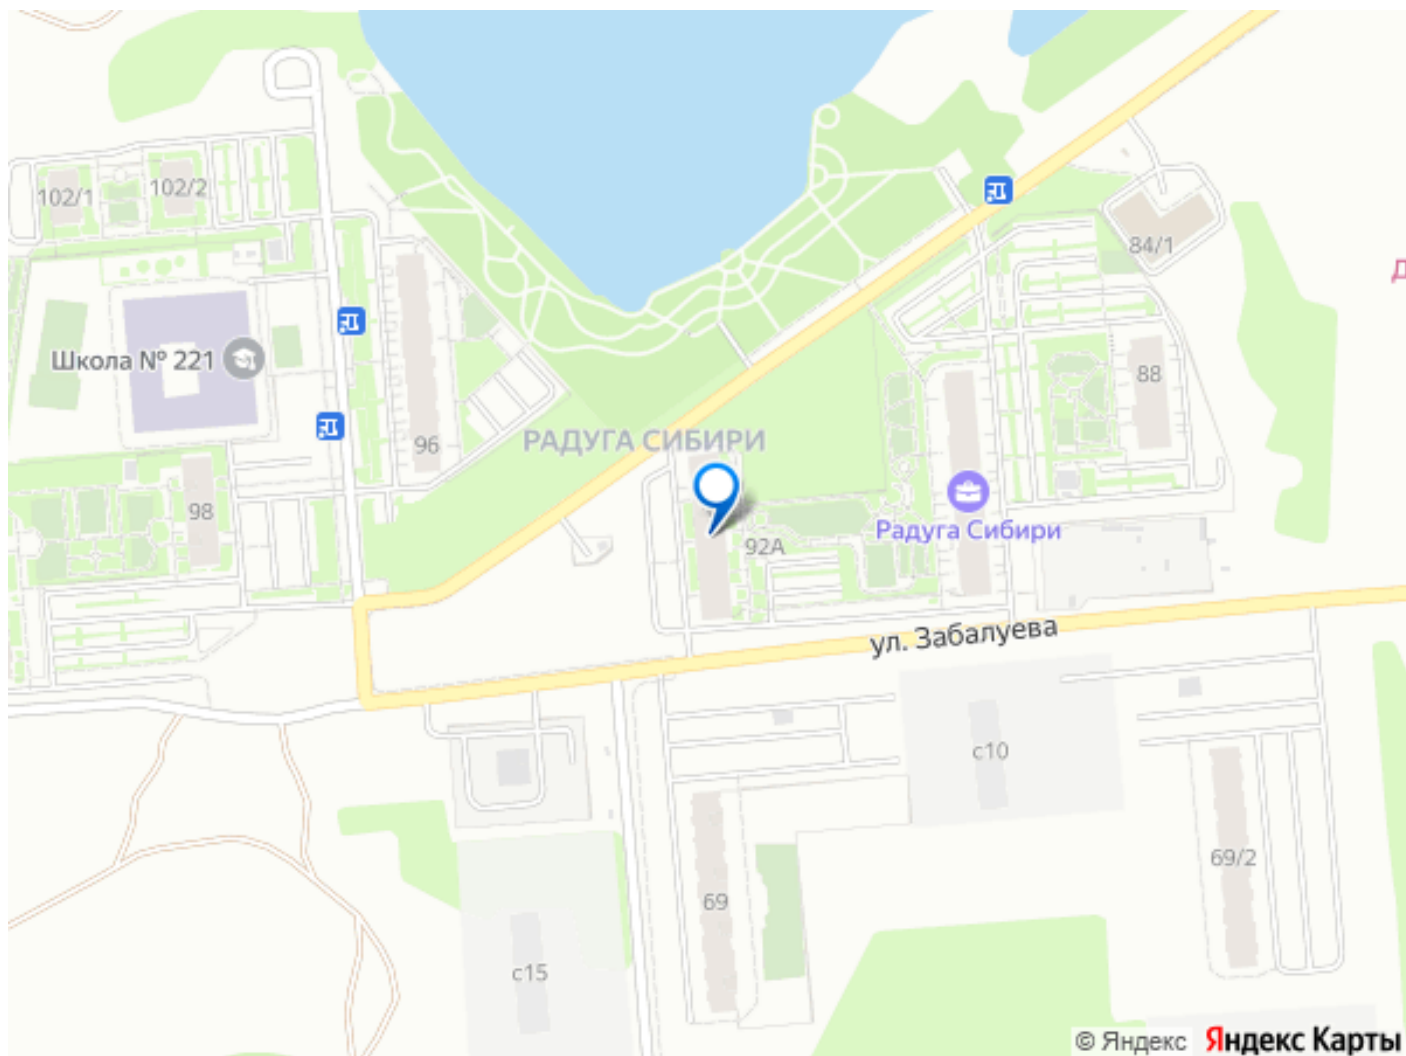 102/1
102/2
84/1
Д
Школа № 221
88
96
РАДУГА СИБИРИ
98
Радуга Сибири
92А
ул. Забалуева
с10
69/2
69
с15
© Яндекс Яндекс Карты